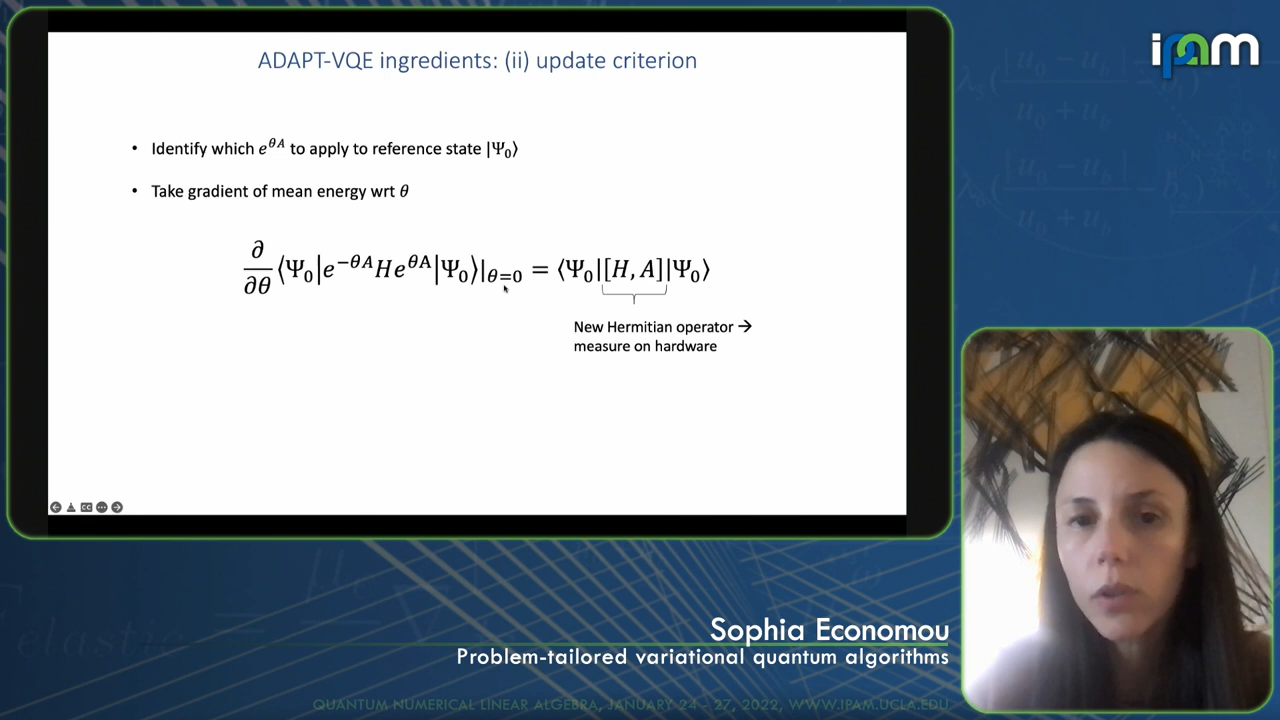 ADAPT-VQE ingredients: (ii) update criterion
ipam
• Identify which e^{θA} to apply to reference state |Ψ₀⟩
• Take gradient of mean energy wrt θ
∂/∂θ ⟨Ψ₀|e^{−θA}He^{θA}|Ψ₀⟩|_{θ=0} = ⟨Ψ₀|[H, A]|Ψ₀⟩
New Hermitian operator →
measure on hardware
Sophia Economou
Problem-tailored variational quantum algorithms
QUANTUM NUMERICAL LINEAR ALGEBRA, JANUARY 24 - 27, 2022, WWW.IPAM.UCLA.EDU